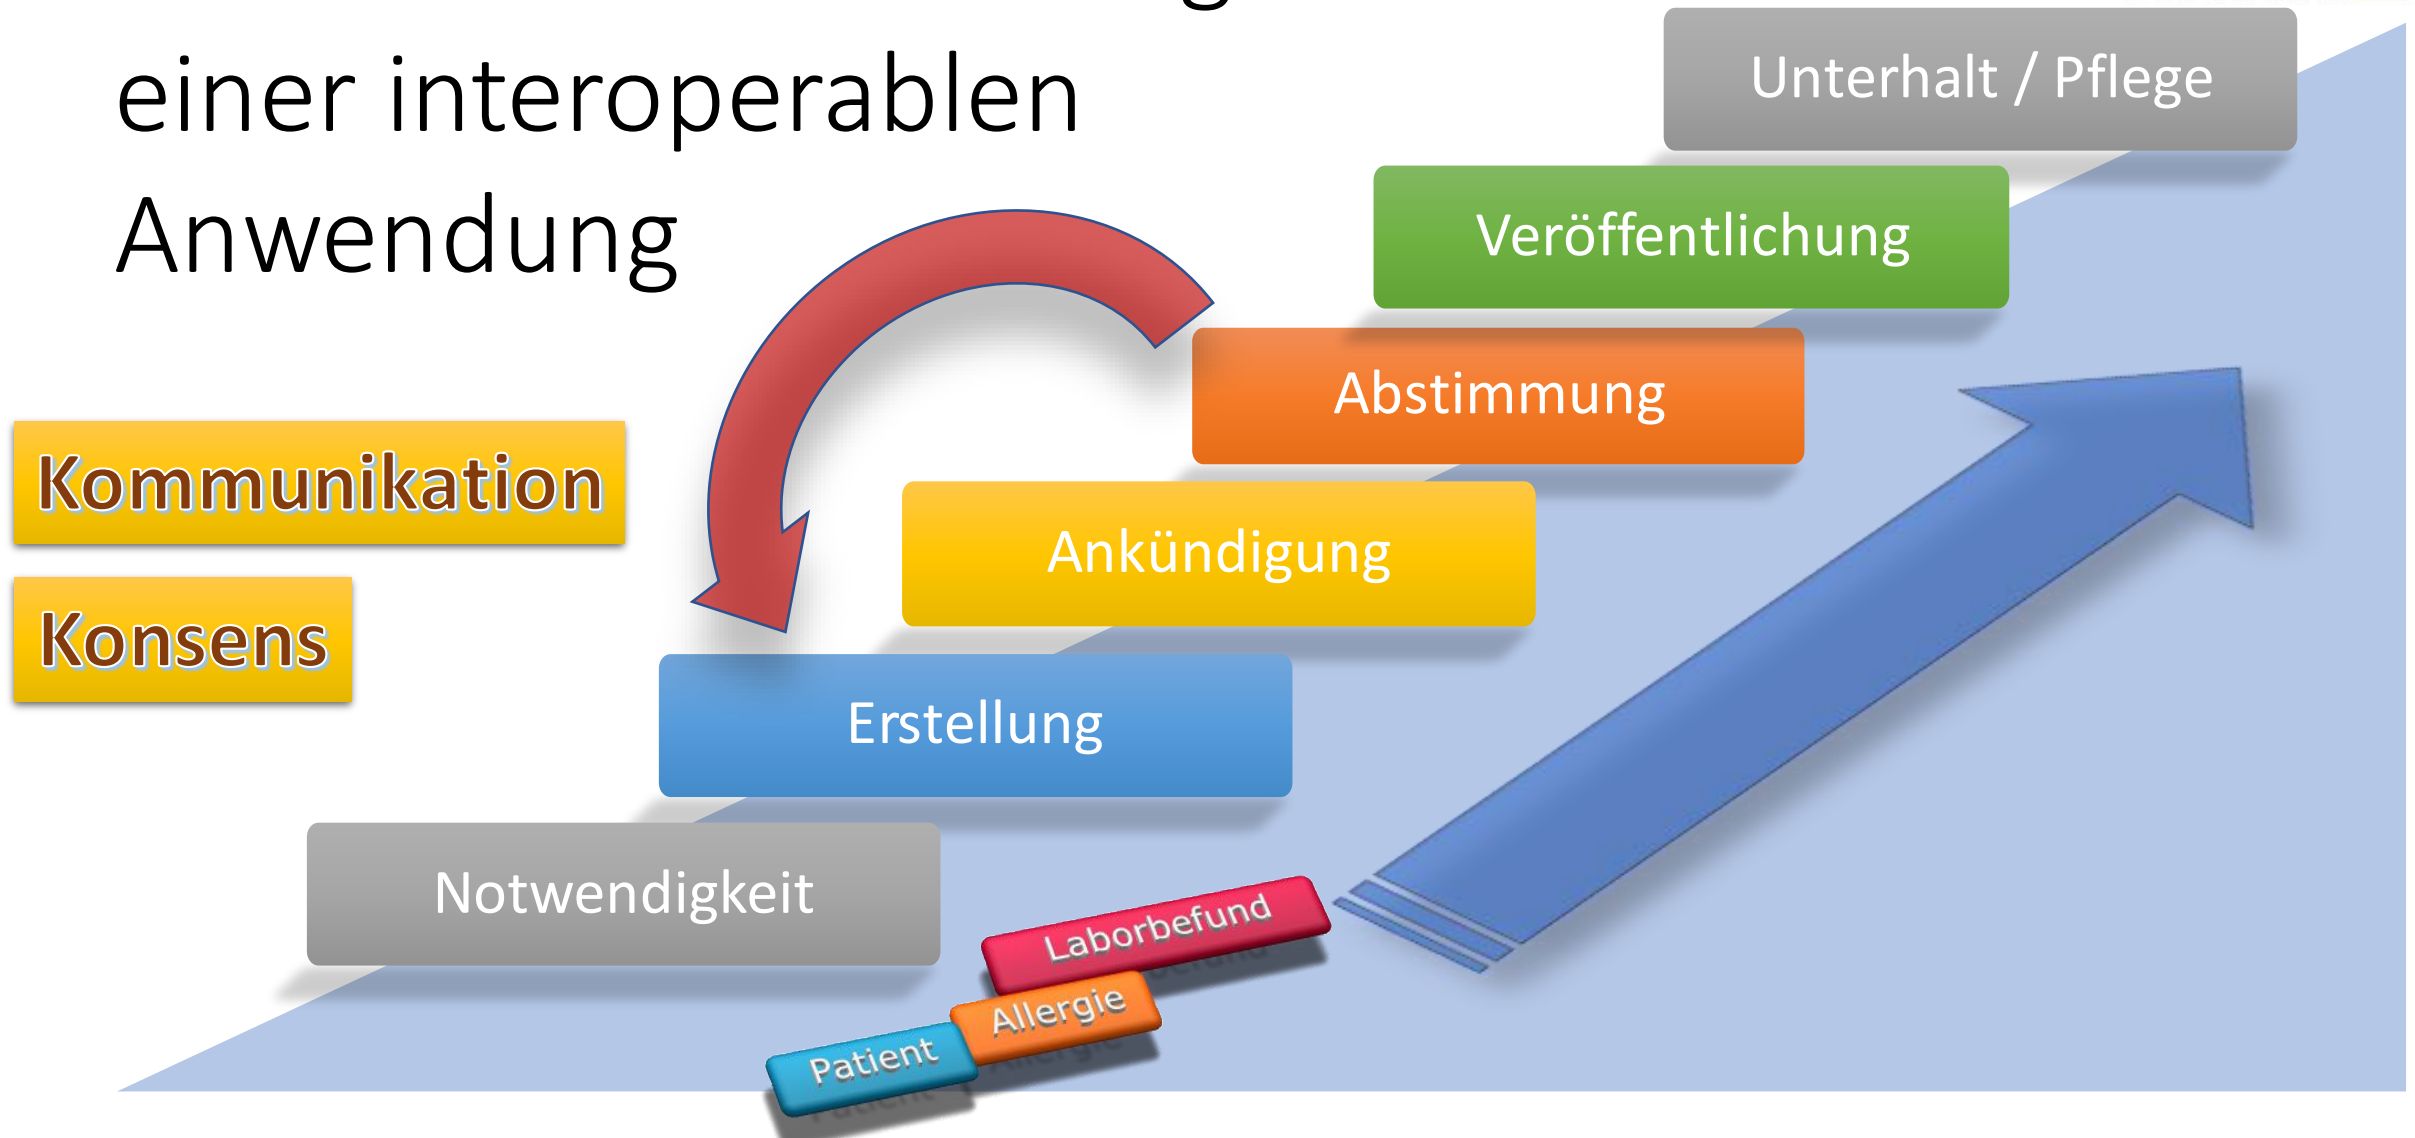 einer interoperablen
Anwendung
Unterhalt / Pflege
Veröffentlichung
Abstimmung
Kommunikation
Ankündigung
Konsens
Erstellung
Notwendigkeit
Laborbefund
Allergie
Patient